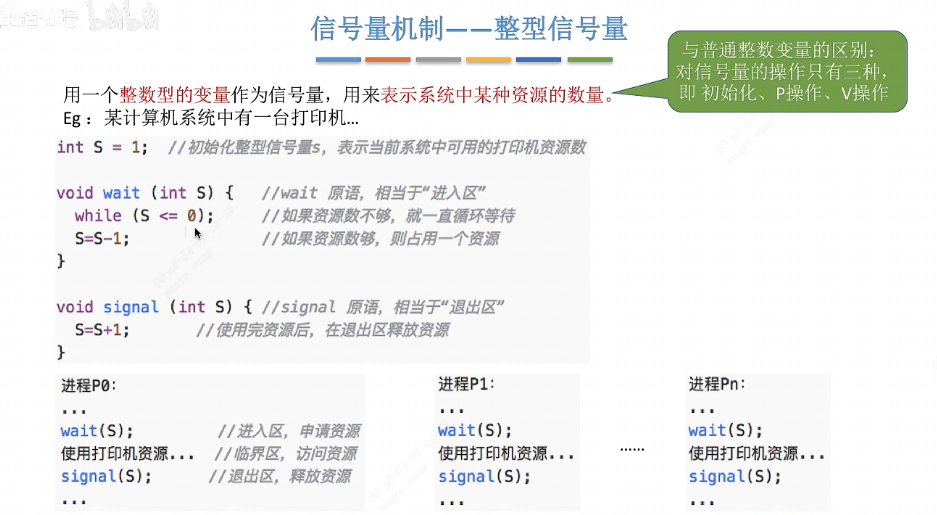 信号量机制——整型信号量
与普通整数变量的区别：
对信号量的操作只有三种，
即 初始化、P操作、V操作
用一个整数型的变量作为信号量，用来表示系统中某种资源的数量。
Eg：某计算机系统中有一台打印机...
int S = 1;  //初始化整型信号量s，表示当前系统中可用的打印机资源数
void wait (int S) {  //wait 原语，相当于“进入区”
while (S <= 0);  //如果资源数不够，就一直循环等待
S=S-1;  //如果资源数够，则占用一个资源
}
void signal (int S) { //signal 原语，相当于“退出区”
S=S+1;  //使用完资源后，在退出区释放资源
}
进程P0：
...
wait(S);  //进入区，申请资源
使用打印机资源...  //临界区，访问资源
signal(S);  //退出区，释放资源
...
进程P1：
...
wait(S);
使用打印机资源...
signal(S);
...
......
进程Pn：
...
wait(S);
使用打印机资源...
signal(S);
...